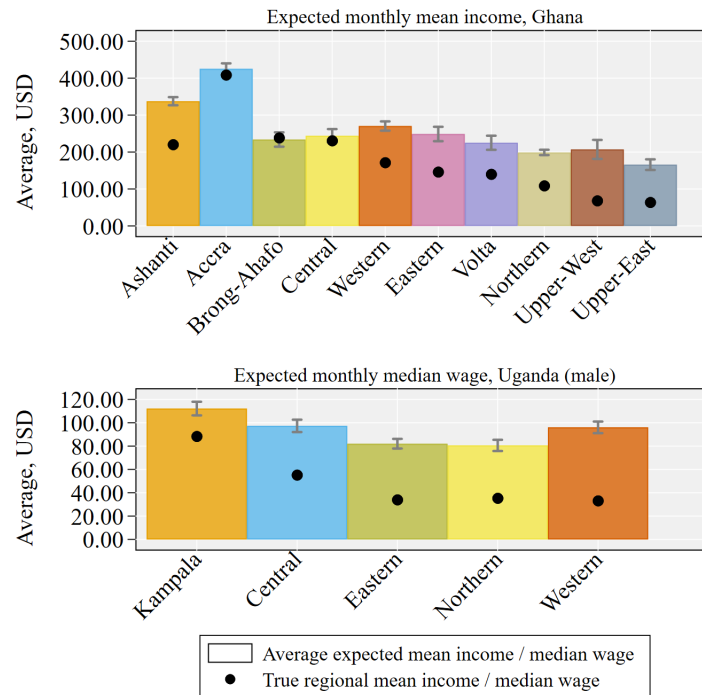 Expected monthly mean income, Ghana
Average, USD
500.00
400.00
300.00
200.00
100.00
0.00
Ashanti
Accra
Brong-Ahafo
Central
Western
Eastern
Volta
Northern
Upper-West
Upper-East
Expected monthly median wage, Uganda (male)
Average, USD
120.00
100.00
80.00
60.00
40.00
20.00
0.00
Kampala
Central
Eastern
Northern
Western
Average expected mean income / median wage
True regional mean income / median wage